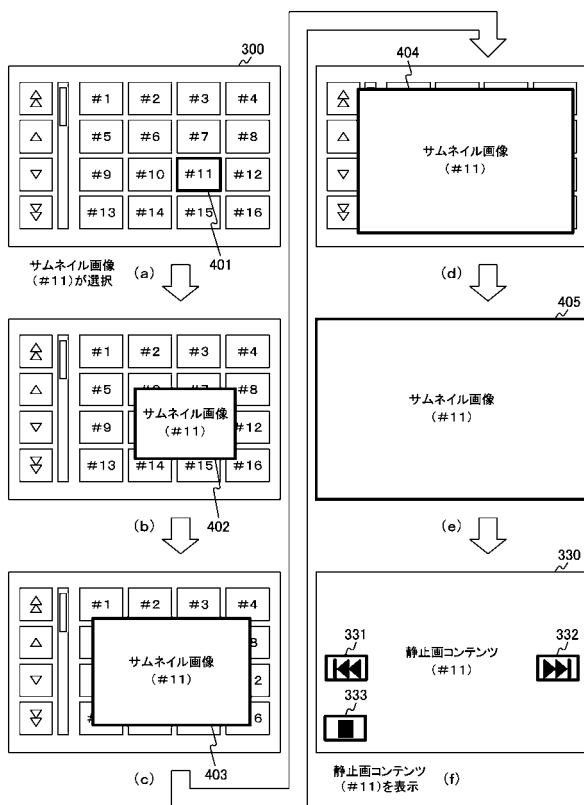 300
#1 #2 #3 #4
#5 #6 #7 #8
#9 #10 #11 #12
#13 #14 #15 #16
サムネイル画像
(#11)が選択
(a)
401
#1 #2 #3 #4
#5 #8
#9 #12
#13 #14 #15 #16
サムネイル画像
(#11)
(b)
402
#1 #2 #3 #4
8
2
6
サムネイル画像
(#11)
(c)
403
404
サムネイル画像
(#11)
(d)
405
サムネイル画像
(#11)
(e)
330
331
332
静止画コンテンツ
(#11)
333
静止画コンテンツ
(#11)を表示
(f)